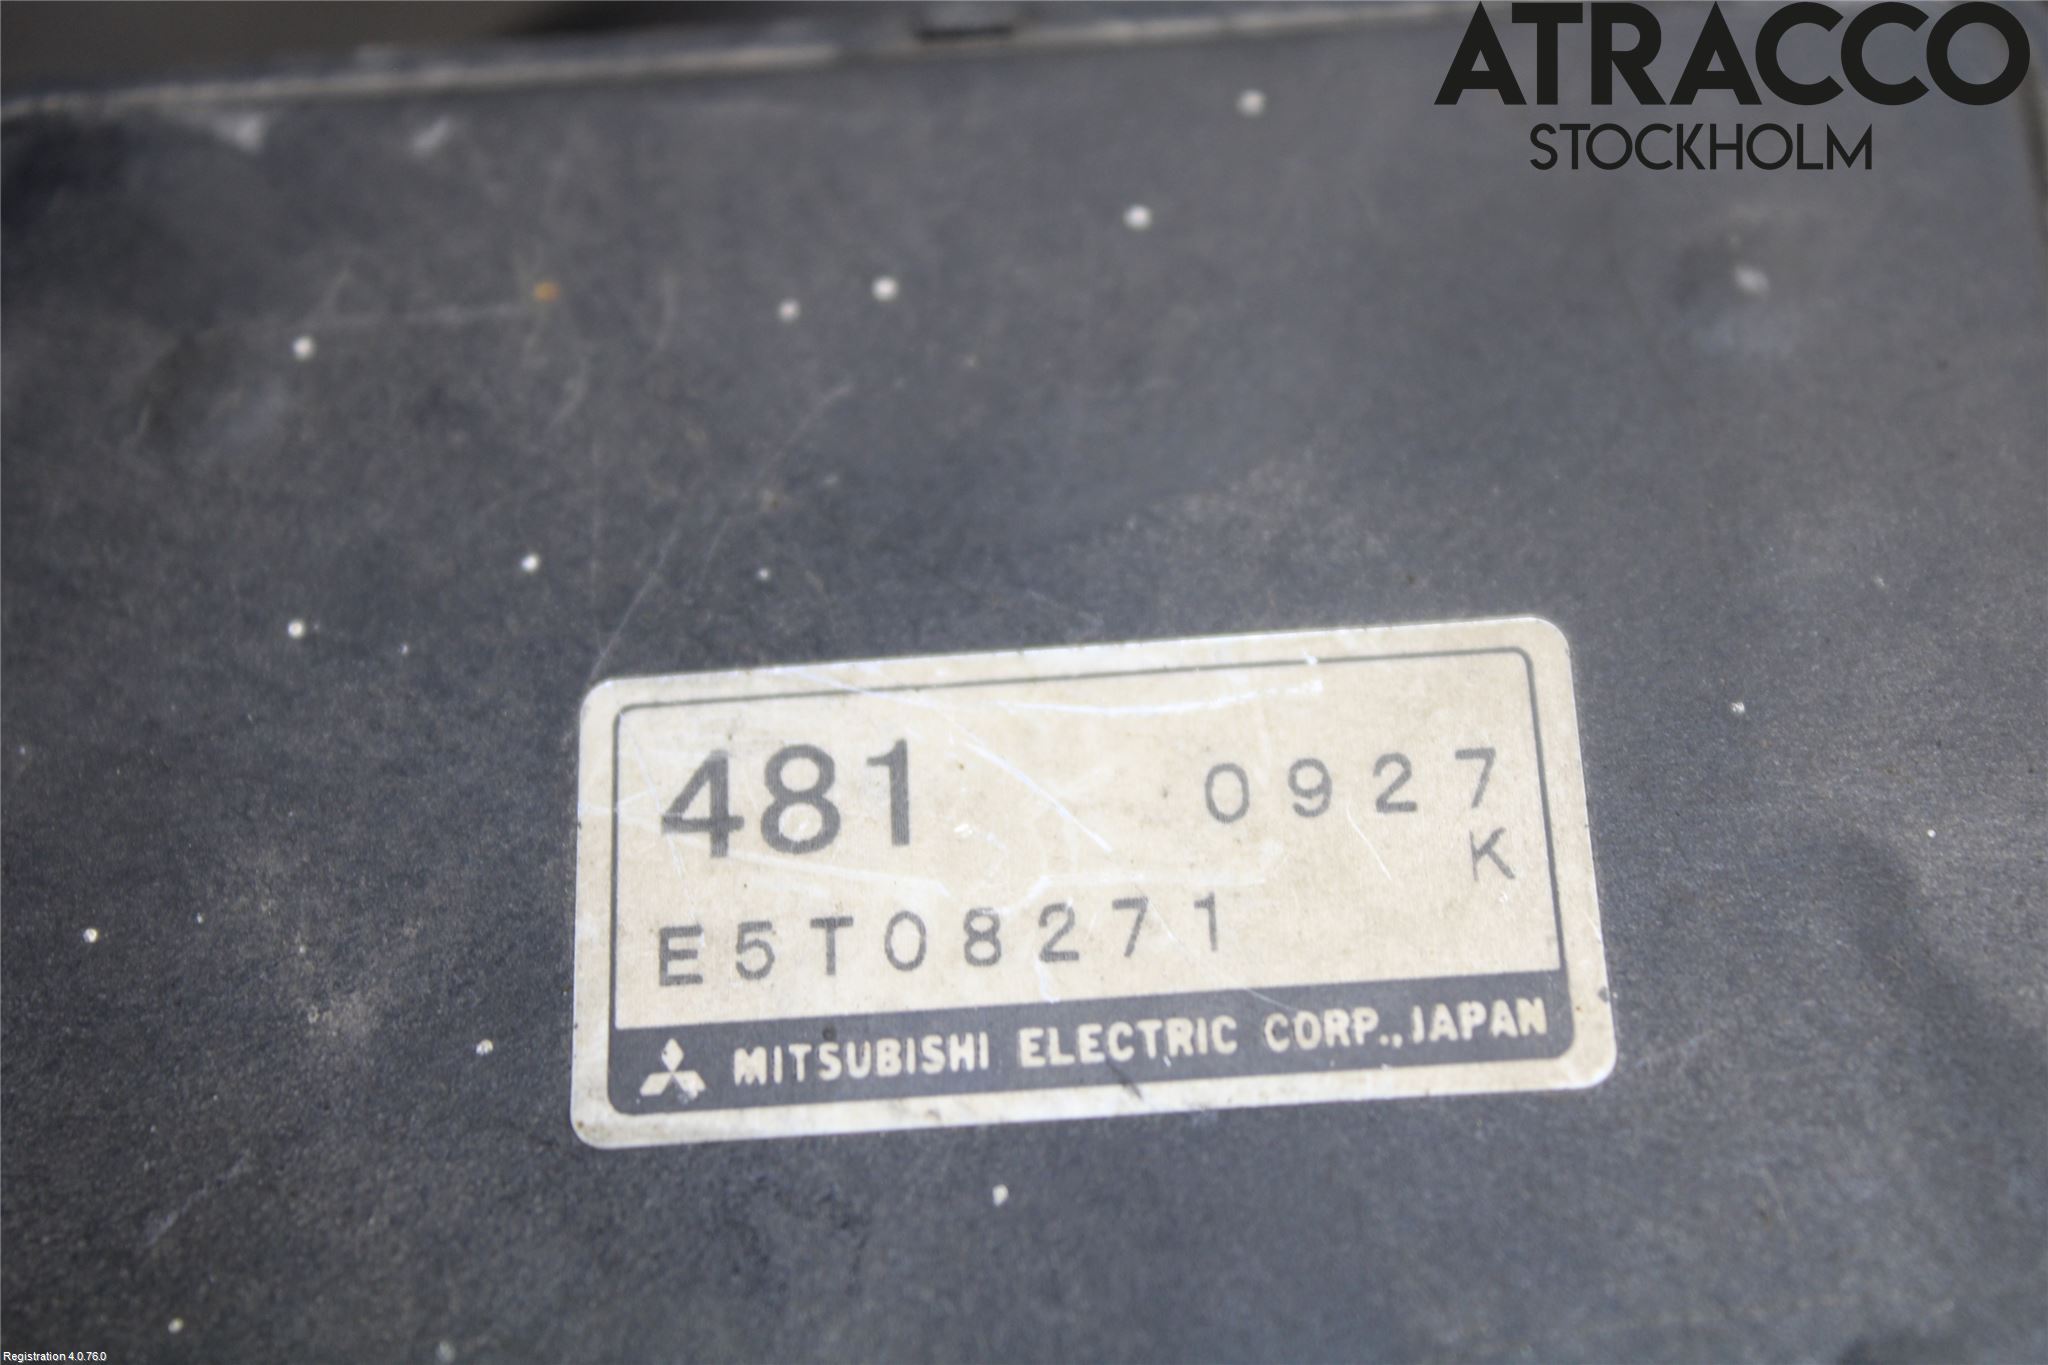 ATRACCO
STOCKHOLM
481 0927
K
E5T08271
MITSUBISHI ELECTRIC CORP., JAPAN
Registration 4.0.76.0